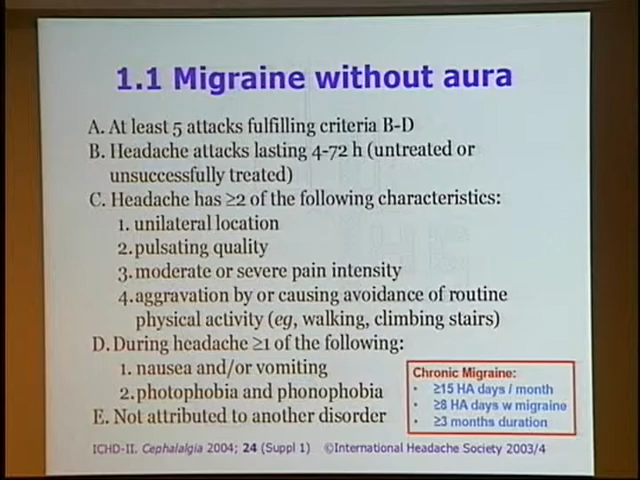 1.1 Migraine without aura
A. At least 5 attacks fulfilling criteria B-D
B. Headache attacks lasting 4-72 h (untreated or
unsuccessfully treated)
C. Headache has ≥2 of the following characteristics:
1. unilateral location
2. pulsating quality
3. moderate or severe pain intensity
4. aggravation by or causing avoidance of routine
physical activity (eg, walking, climbing stairs)
D. During headache ≥1 of the following:
1. nausea and/or vomiting
2. photophobia and phonophobia
E. Not attributed to another disorder
Chronic Migraine:
• ≥15 HA days / month
• ≥8 HA days w migraine
• ≥3 months duration
ICHD-II. Cephalalgia 2004; 24 (Suppl 1) ©International Headache Society 2003/4